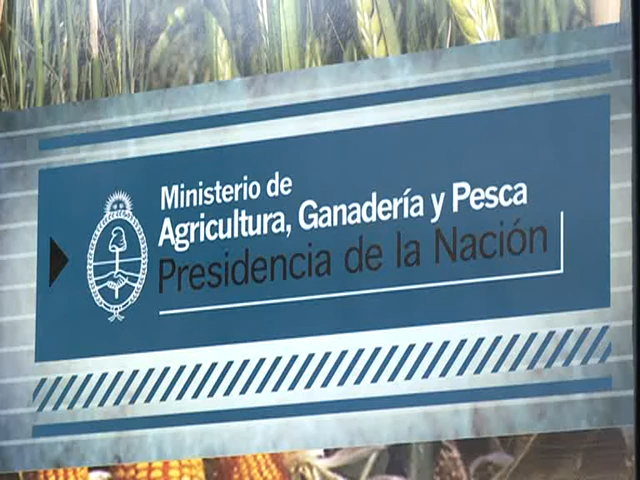 Ministerio de
Agricultura, Ganadería y Pesca
Presidencia de la Nación